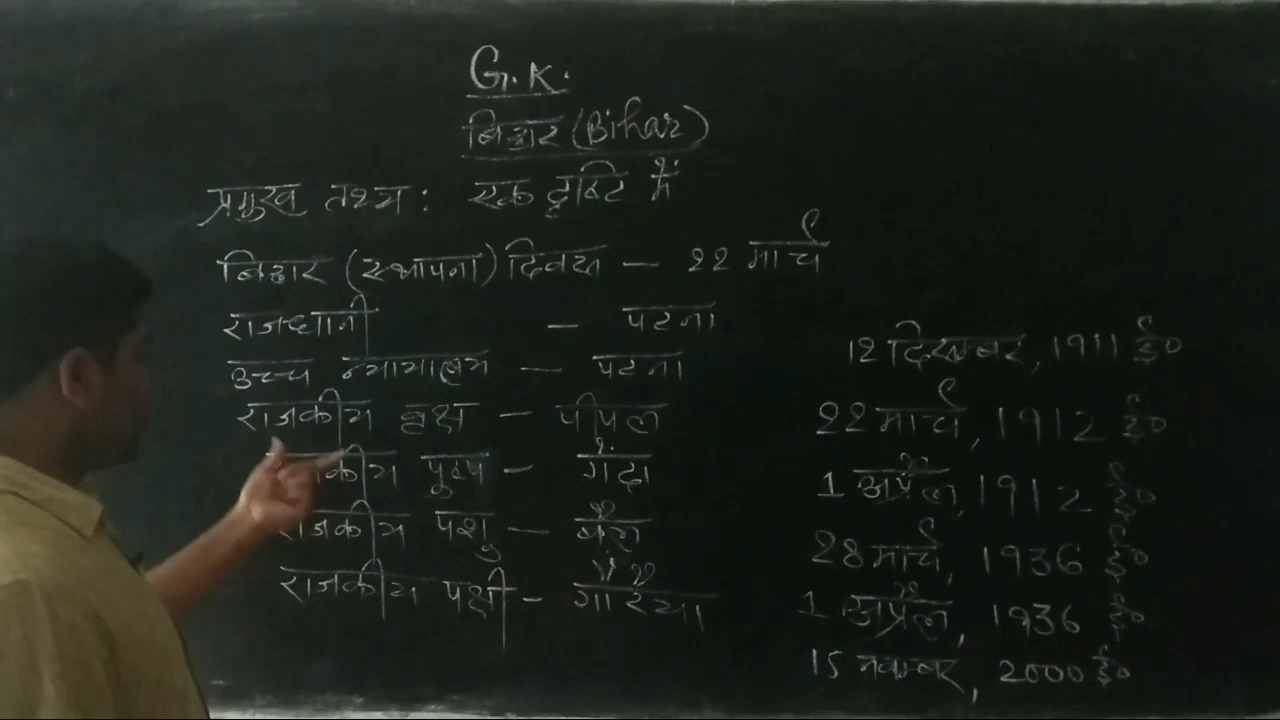 G.K.
बिहार (Bihar)
प्रमुख तथ्य : एक दृष्टि में
बिहार (स्थापना) दिवस — 22 मार्च
राजधानी — पटना
उच्च न्यायालय — पटना
राजकीय वृक्ष — पीपल
राजकीय पुष्प — गेंदा
राजकीय पशु — बैल
राजकीय पक्षी — गौरैया
12 दिसम्बर, 1911 ई०
22 मार्च, 1912 ई०
1 अप्रैल, 1912 ई०
28 मार्च, 1936 ई०
1 अप्रैल, 1936 ई०
15 नवम्बर, 2000 ई०